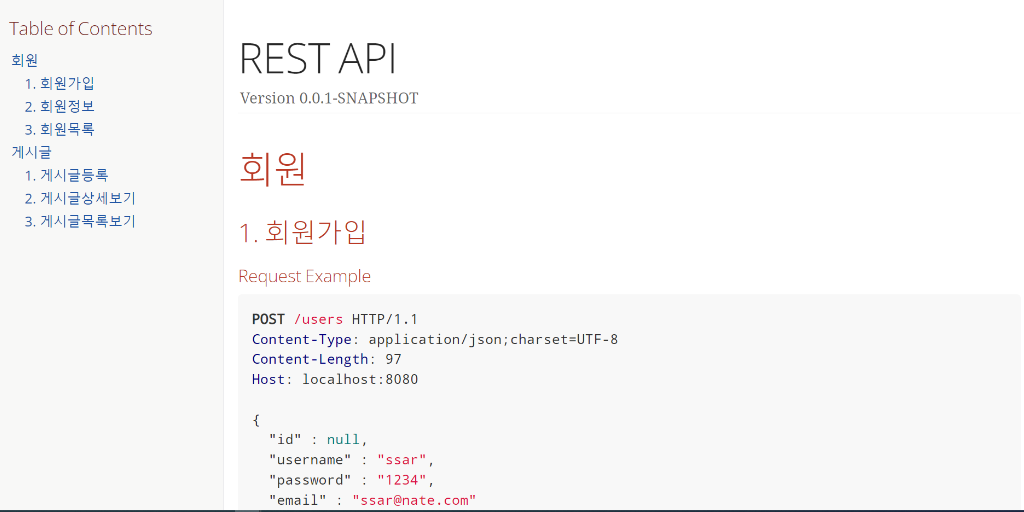 Table of Contents
회원
1. 회원가입
2. 회원정보
3. 회원목록
게시글
1. 게시글등록
2. 게시글상세보기
3. 게시글목록보기
REST API
Version 0.0.1-SNAPSHOT
회원
1. 회원가입
Request Example
POST /users HTTP/1.1
Content-Type: application/json;charset=UTF-8
Content-Length: 97
Host: localhost:8080
{
"id" : null,
"username" : "ssar",
"password" : "1234",
"email" : "ssar@nate.com"